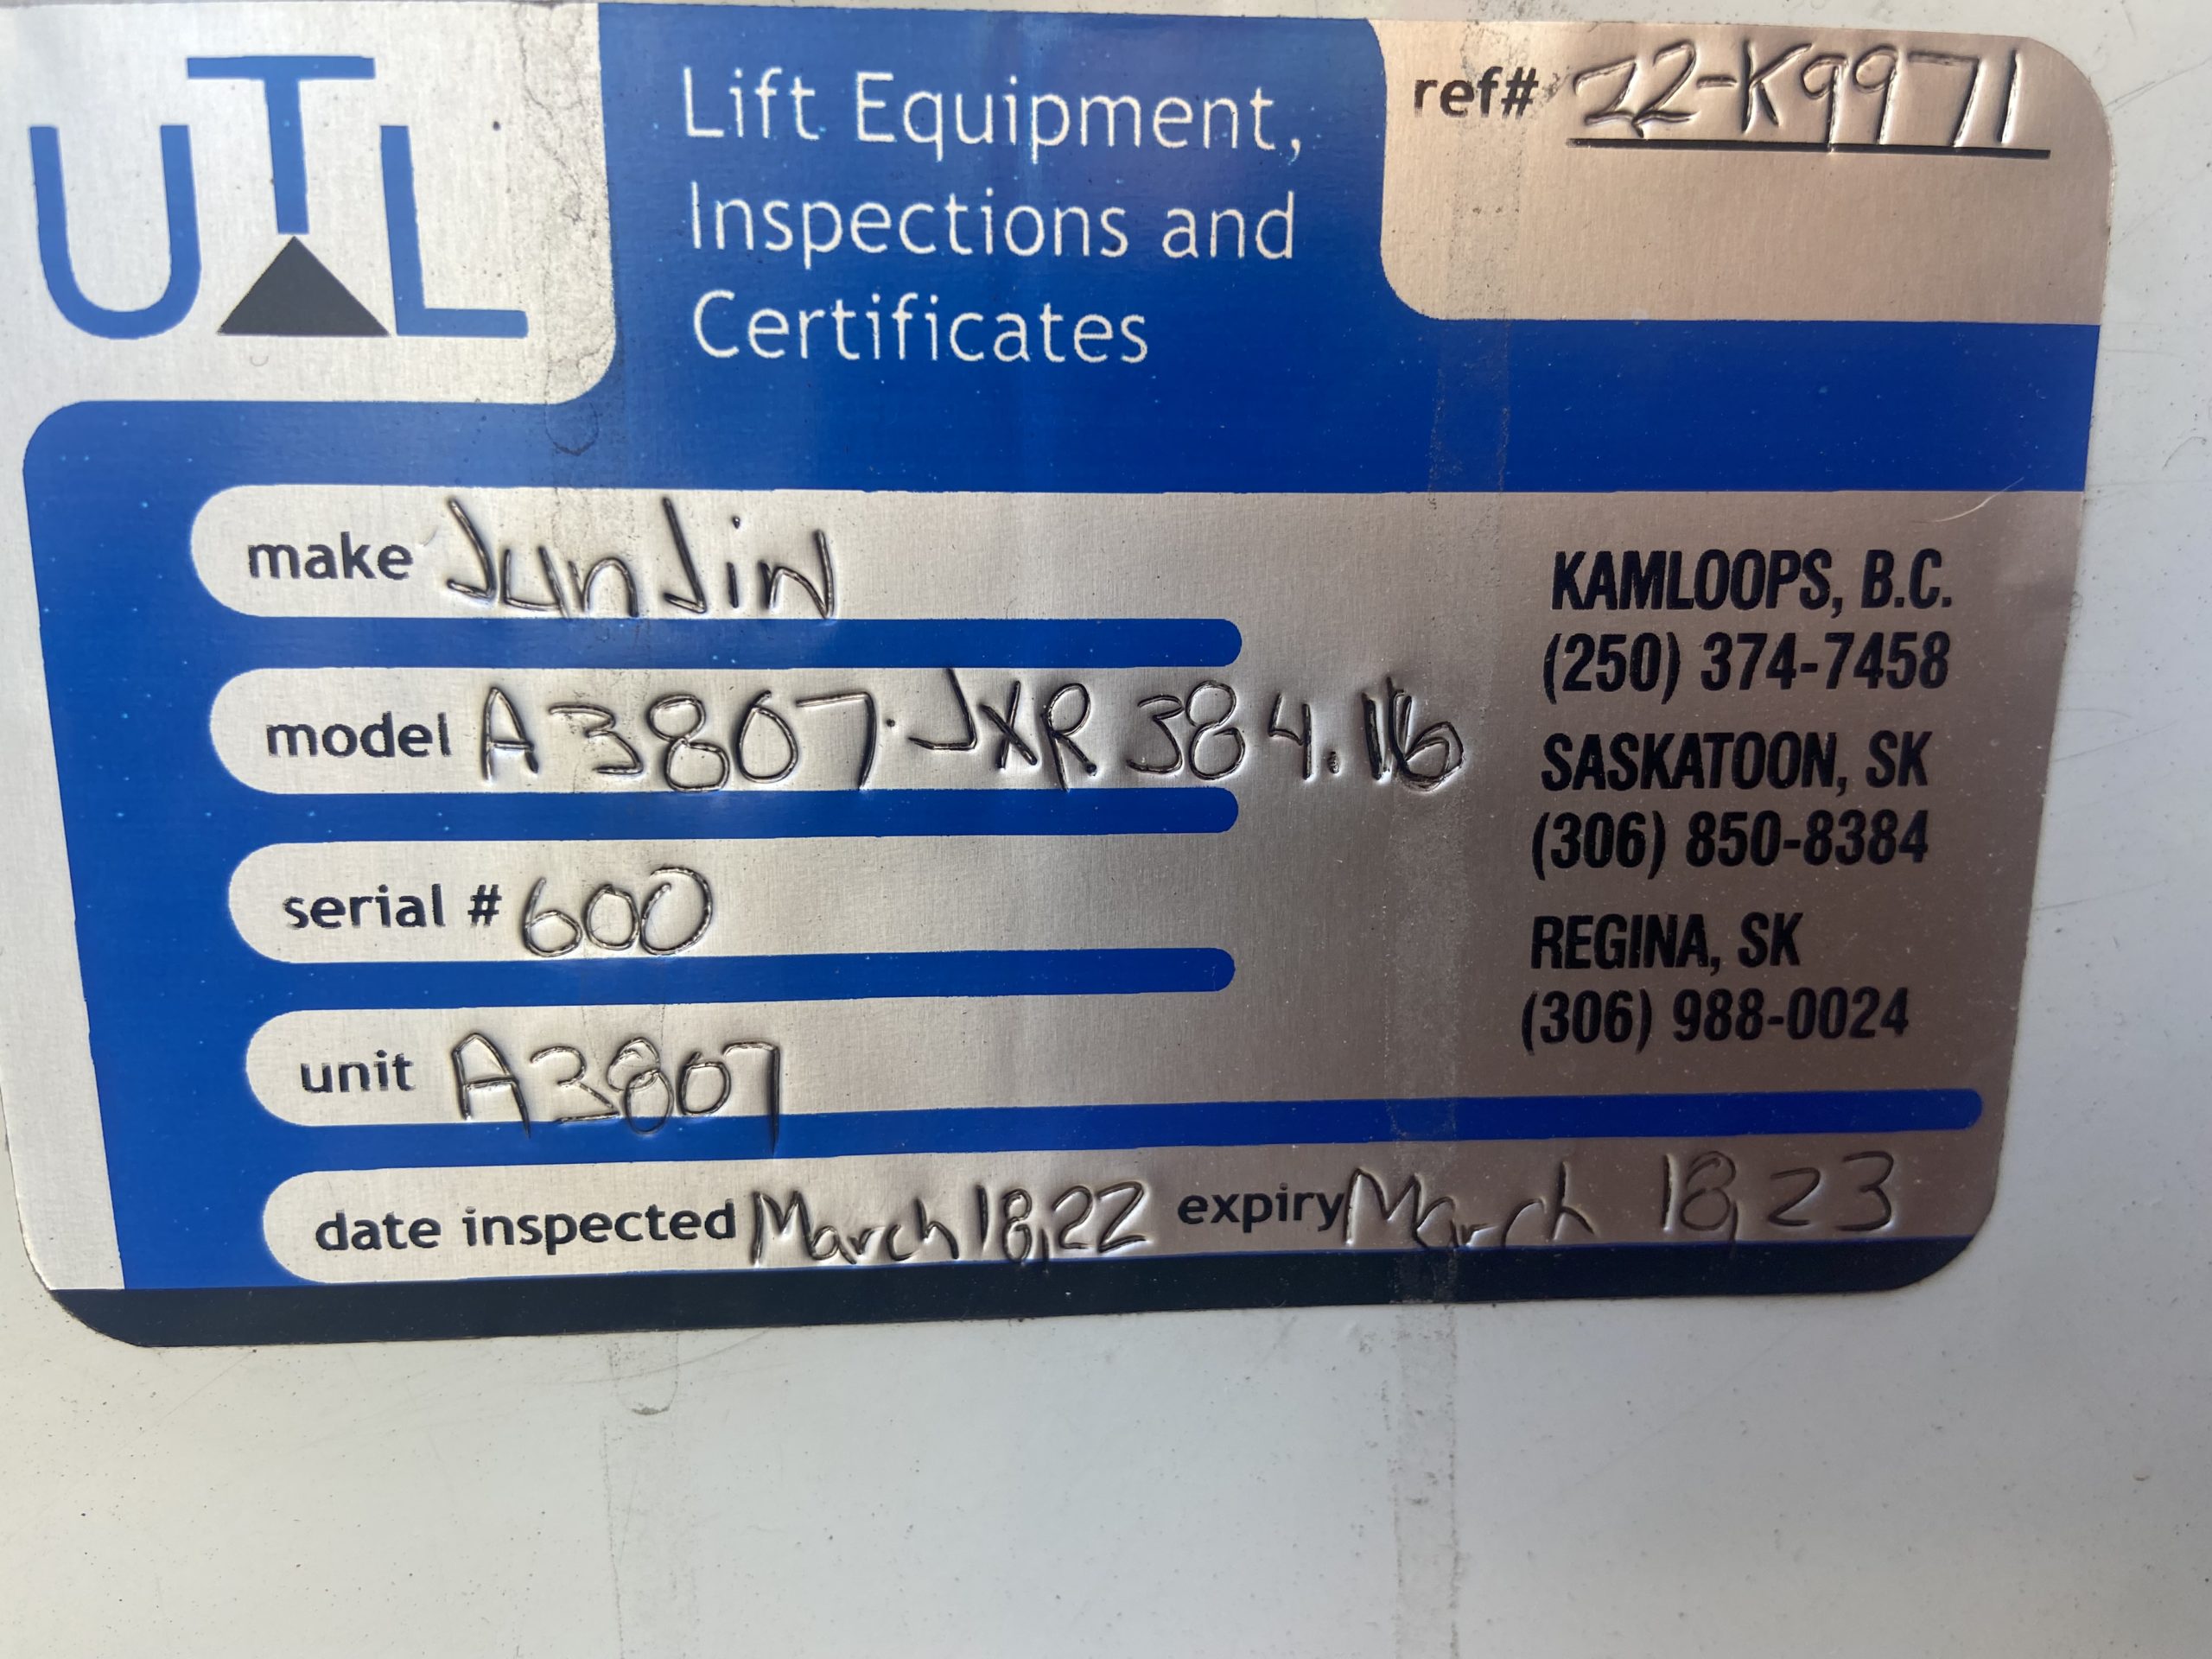 UTL
Lift Equipment,
Inspections and
Certificates
ref# 22-K9971
make JunJin
model A3807-JXR384.16
serial # 600
unit A3807
date inspected March 18,22 expiry March 18,23
KAMLOOPS, B.C.
(250) 374-7458
SASKATOON, SK
(306) 850-8384
REGINA, SK
(306) 988-0024